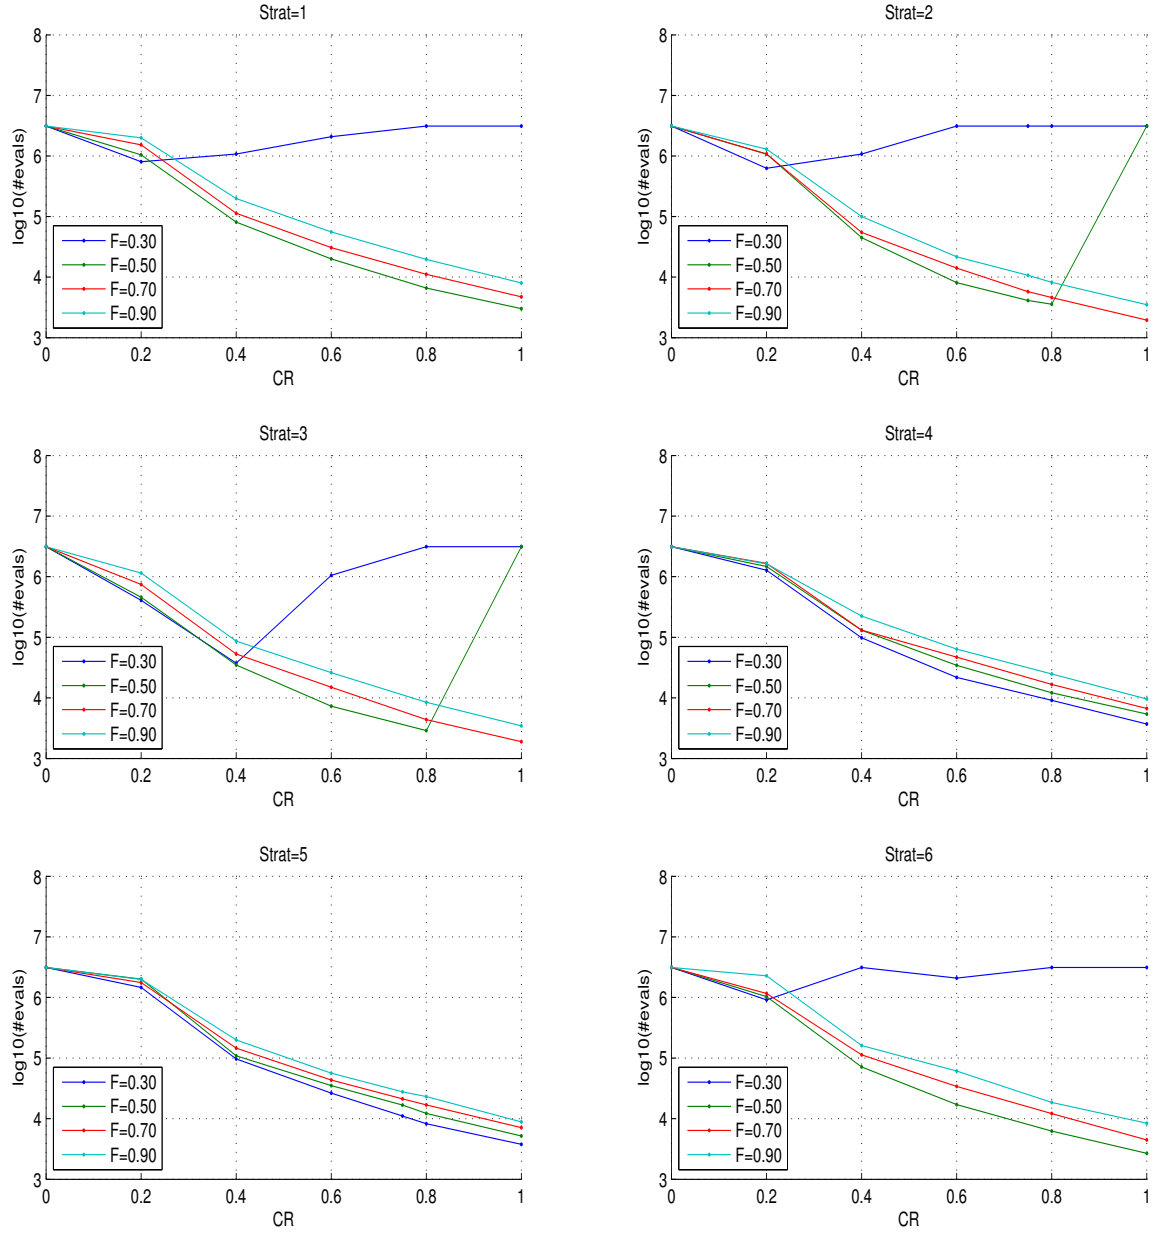 Strat=1
8
7
6
5
4
3
log10(#evals)
F=0.30
F=0.50
F=0.70
F=0.90
0 0.2 0.4 0.6 0.8 1
CR
Strat=2
8
7
6
5
4
3
log10(#evals)
F=0.30
F=0.50
F=0.70
F=0.90
0 0.2 0.4 0.6 0.8 1
CR
Strat=3
8
7
6
5
4
3
log10(#evals)
F=0.30
F=0.50
F=0.70
F=0.90
0 0.2 0.4 0.6 0.8 1
CR
Strat=4
8
7
6
5
4
3
log10(#evals)
F=0.30
F=0.50
F=0.70
F=0.90
0 0.2 0.4 0.6 0.8 1
CR
Strat=5
8
7
6
5
4
3
log10(#evals)
F=0.30
F=0.50
F=0.70
F=0.90
0 0.2 0.4 0.6 0.8 1
CR
Strat=6
8
7
6
5
4
3
log10(#evals)
F=0.30
F=0.50
F=0.70
F=0.90
0 0.2 0.4 0.6 0.8 1
CR